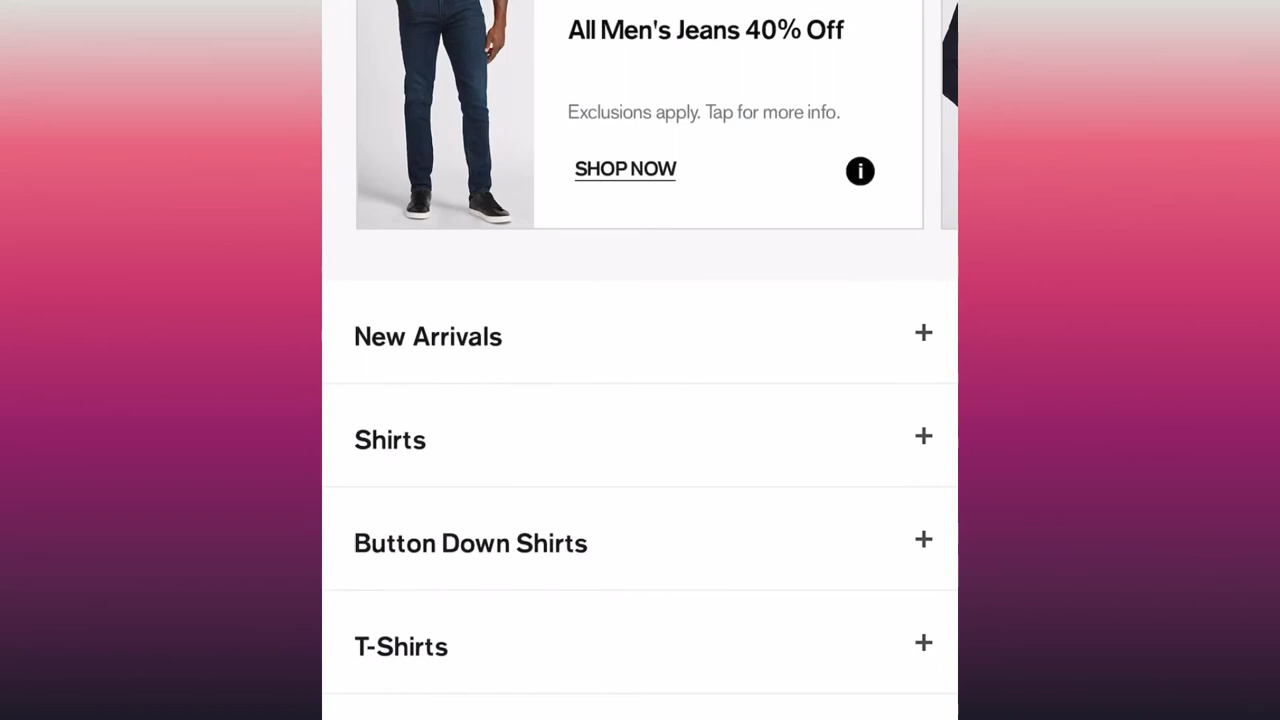 All Men's Jeans 40% Off
Exclusions apply. Tap for more info.
SHOP NOW
i
New Arrivals
+
Shirts
+
Button Down Shirts
+
T-Shirts
+